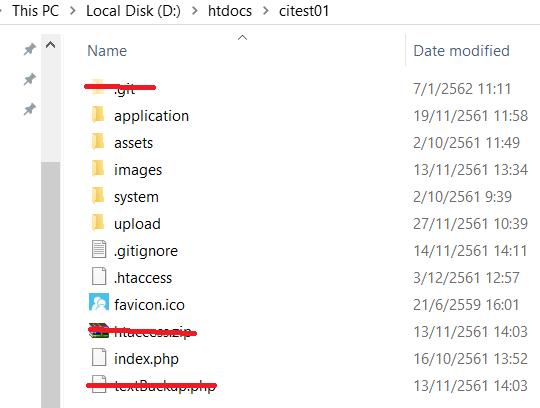 This PC > Local Disk (D:) > htdocs > citest01
Name Date modified
.git 7/1/2562 11:11
application 19/11/2561 11:58
assets 2/10/2561 11:49
images 13/11/2561 13:34
system 2/10/2561 9:39
upload 27/11/2561 10:39
.gitignore 14/11/2561 14:11
.htaccess 3/12/2561 12:57
favicon.ico 21/6/2559 16:01
htaccess.zip 13/11/2561 14:03
index.php 16/10/2561 13:52
textBackup.php 13/11/2561 14:03